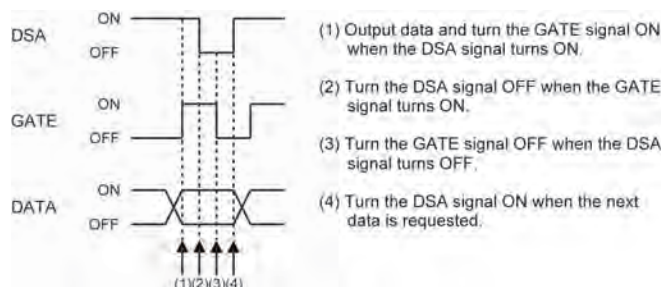 DSA
ON
OFF
GATE
ON
OFF
DATA
ON
OFF
(1)(2)(3)(4)
(1) Output data and turn the GATE signal ON
when the DSA signal turns ON.
(2) Turn the DSA signal OFF when the GATE
signal turns ON.
(3) Turn the GATE signal OFF when the DSA
signal turns OFF.
(4) Turn the DSA signal ON when the next
data is requested.